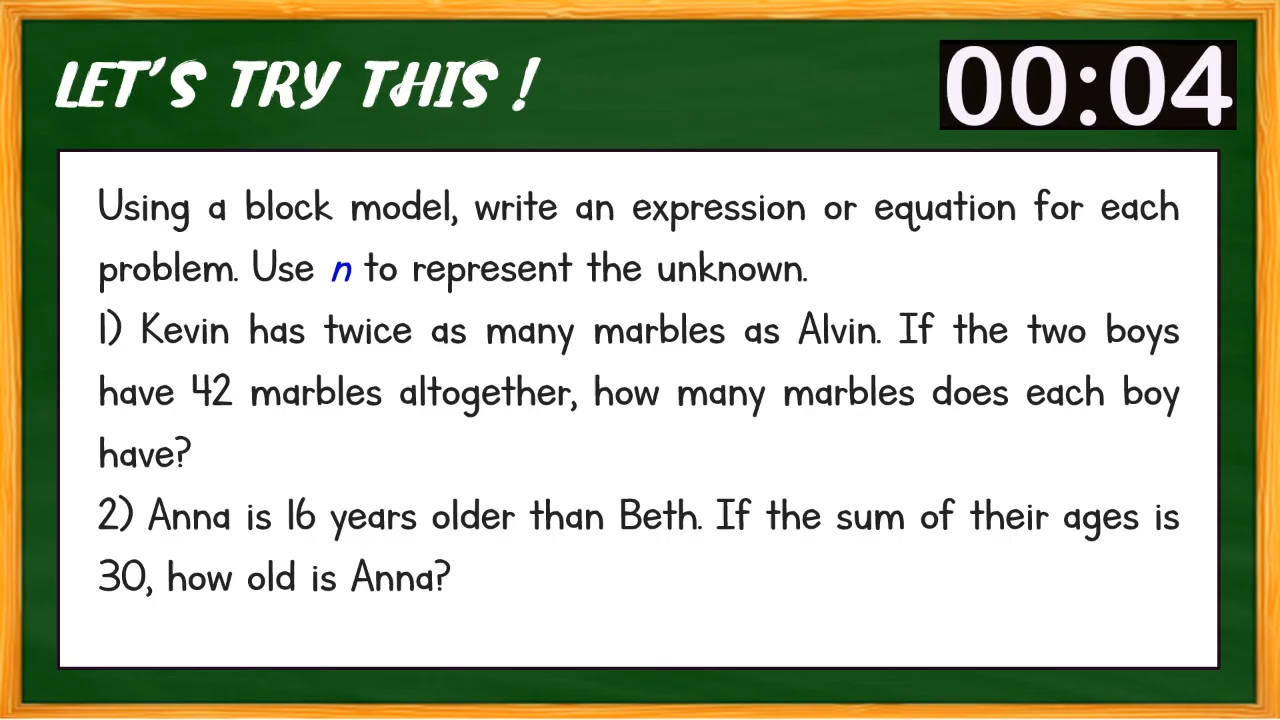 LET'S TRY THIS !
00:04
Using a block model, write an expression or equation for each
problem. Use n to represent the unknown.
1) Kevin has twice as many marbles as Alvin. If the two boys
have 42 marbles altogether, how many marbles does each boy
have?
2) Anna is 16 years older than Beth. If the sum of their ages is
30, how old is Anna?